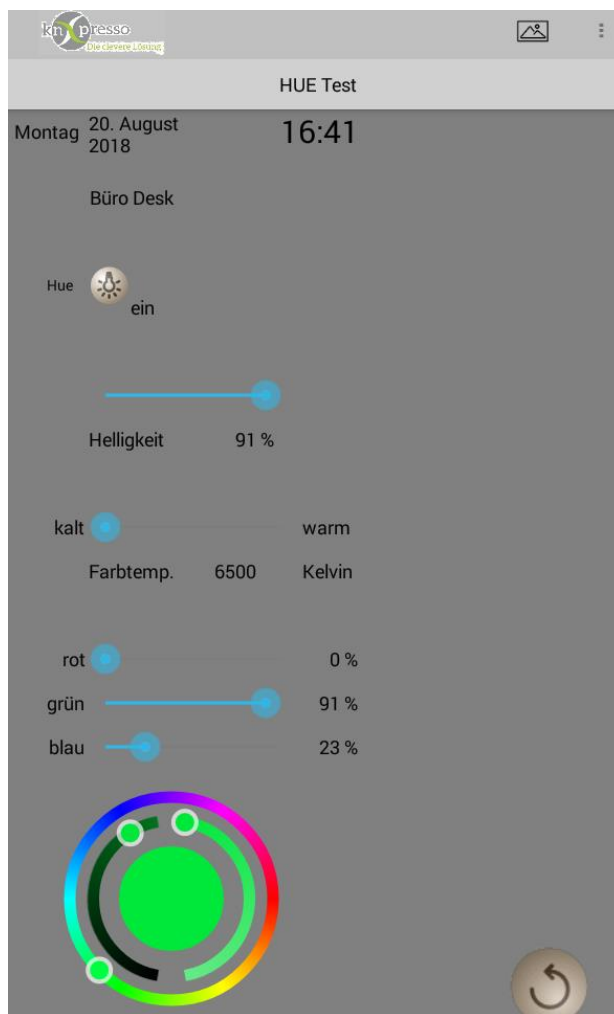 knXpresso
Die clevere Lösung
HUE Test
Montag 20. August 2018 16:41
Büro Desk
Hue
ein
Helligkeit 91 %
kalt warm
Farbtemp. 6500 Kelvin
rot 0 %
grün 91 %
blau 23 %